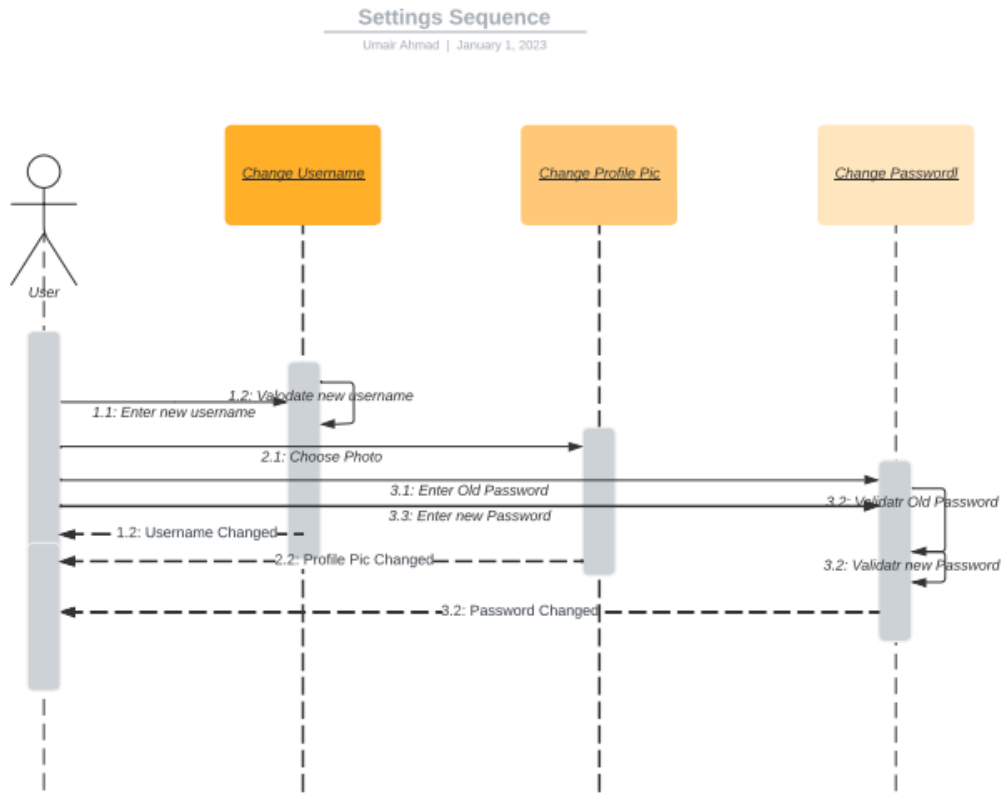 Settings Sequence
Umair Ahmad | January 1, 2023
Change Username
Change Profile Pic
Change Passwordl
User
1.2: Valodate new username
1.1: Enter new username
2.1: Choose Photo
3.1: Enter Old Password
3.2: Validatr Old Password
3.3: Enter new Password
1.2: Username Changed
2.2: Profile Pic Changed
3.2: Validatr new Password
3.2: Password Changed